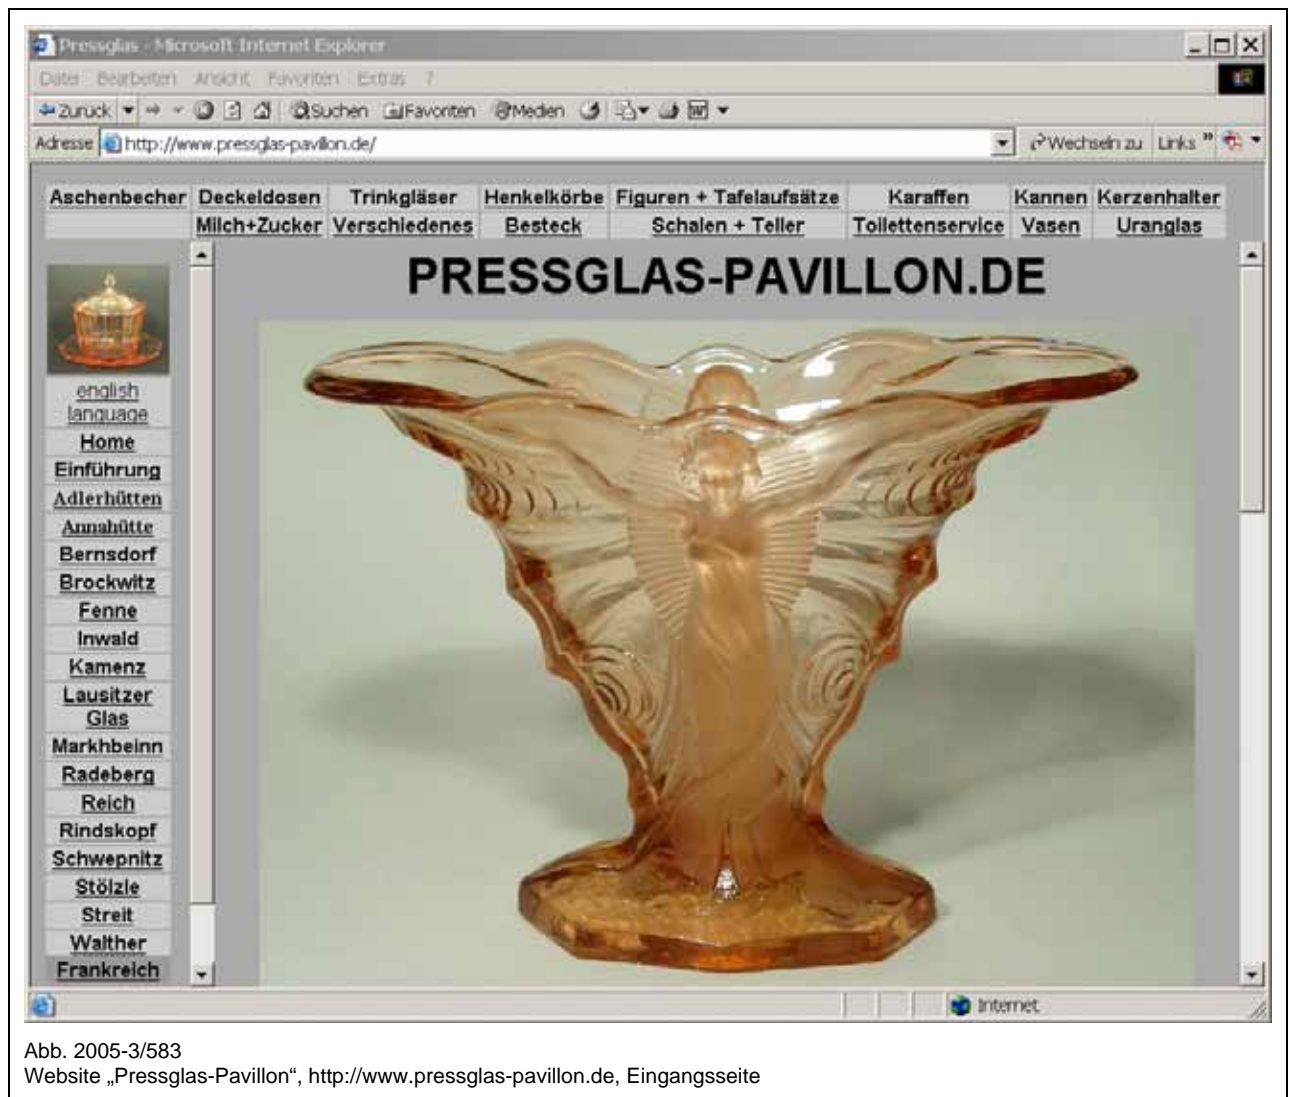 Pressglas - Microsoft Internet Explorer
Datei Bearbeiten Ansicht Favoriten Extras ?
Zurück Suchen Favoriten Medien
Adresse http://www.pressglas-pavillon.de/ Wechseln zu Links »
Aschenbecher Deckeldosen Trinkgläser Henkelkörbe Figuren + Tafelaufsätze Karaffen Kannen Kerzenhalter
Milch+Zucker Verschiedenes Besteck Schalen + Teller Toilettenservice Vasen Uranglas
PRESSGLAS-PAVILLON.DE
english
language
Home
Einführung
Adlerhütten
Annahütte
Bernsdorf
Brockwitz
Fenne
Inwald
Kamenz
Lausitzer
Glas
Markhbeinn
Radeberg
Reich
Rindskopf
Schwepnitz
Stölzle
Streit
Walther
Frankreich
Internet
Abb. 2005-3/583
Website „Pressglas-Pavillon“, http://www.pressglas-pavillon.de, Eingangsseite